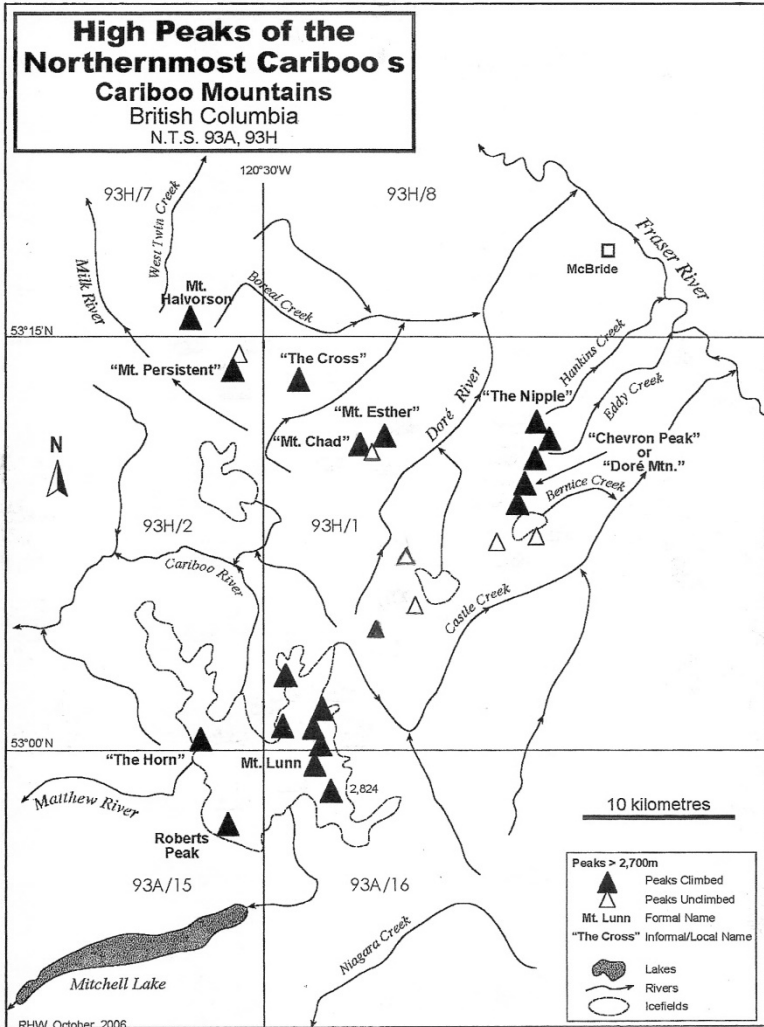 High Peaks of the
Northernmost Cariboo s
Cariboo Mountains
British Columbia
N.T.S. 93A, 93H
120°30'W
93H/7
93H/8
West Twin Creek
Milk River
Mt.
Halvorson
Boreal Creek
Fraser River
McBride
53°15'N
"Mt. Persistent"
"The Cross"
Hankins Creek
Eddy Creek
"The Nipple"
Doré River
"Mt. Esther"
"Mt. Chad"
"Chevron Peak"
or
"Doré Mtn."
N
Bernice Creek
93H/2
93H/1
Cariboo River
Castle Creek
53°00'N
"The Horn"
Mt. Lunn
2,824
Matthew River
10 kilometres
Roberts
Peak
93A/15
93A/16
Niagara Creek
Mitchell Lake
Peaks > 2,700m
Peaks Climbed
Peaks Unclimbed
Mt. Lunn Formal Name
"The Cross" Informal/Local Name
Lakes
Rivers
Icefields
RHW October, 2006